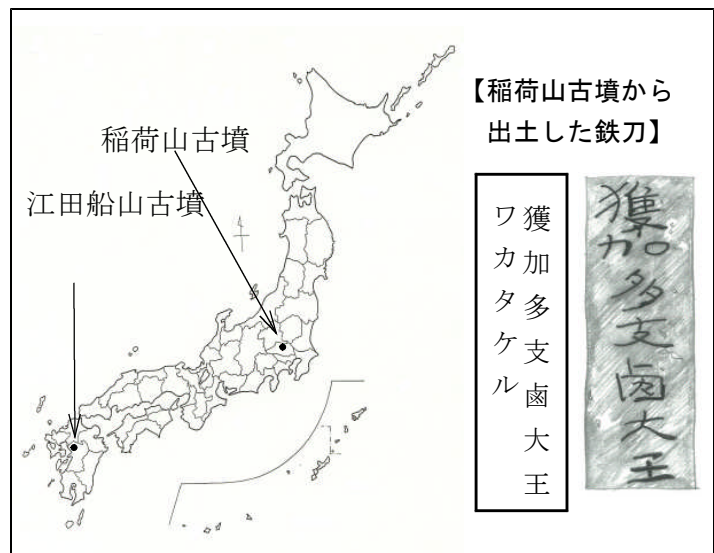 稲荷山古墳
江田船山古墳
【稲荷山古墳から
出土した鉄刀】
獲加多支鹵大王
ワカタケル
獲加多支鹵大王